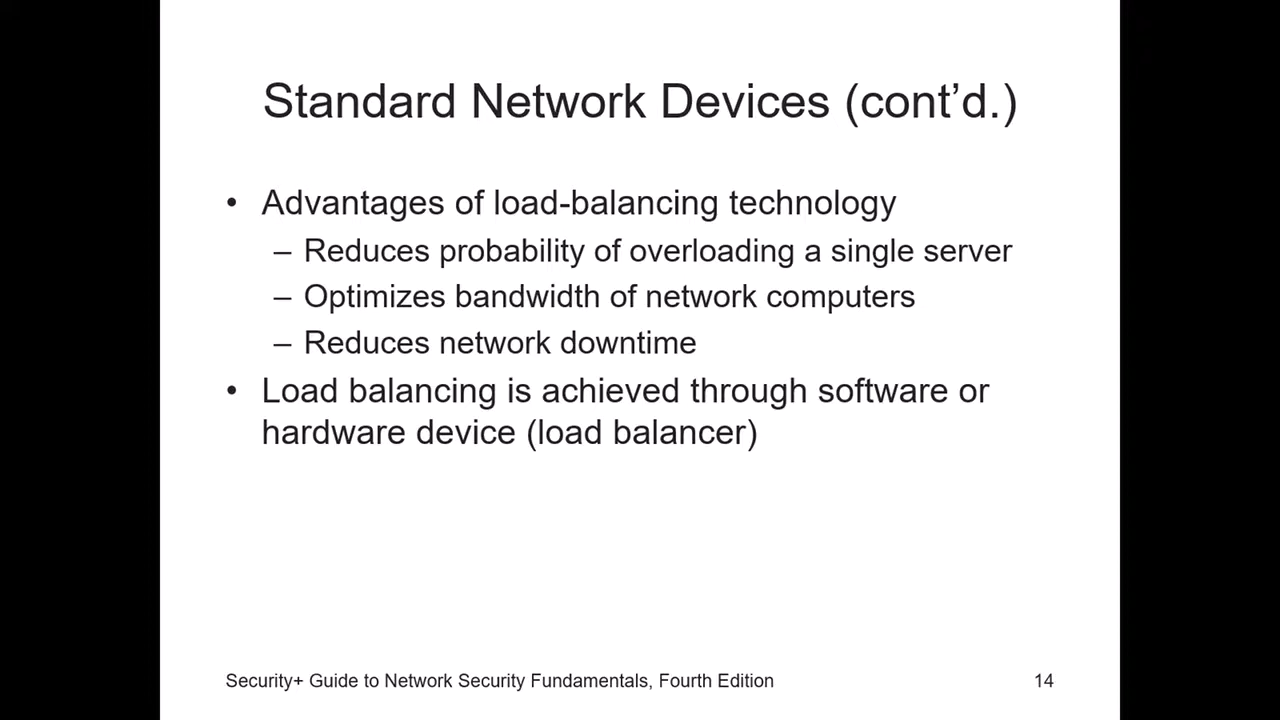 Standard Network Devices (cont’d.)
• Advantages of load-balancing technology
– Reduces probability of overloading a single server
– Optimizes bandwidth of network computers
– Reduces network downtime
• Load balancing is achieved through software or
hardware device (load balancer)
Security+ Guide to Network Security Fundamentals, Fourth Edition
14